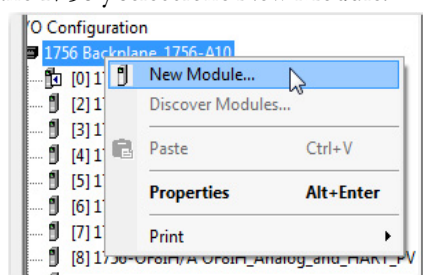 /O Configuration
1756 Backplane, 1756-A10
[0] 1
New Module...
[2] 1
Discover Modules...
[3] 1
[4] 1
Paste Ctrl+V
[5] 1
Properties Alt+Enter
[6] 1
[7] 1
Print
[8] 1756-OF8IH/A OF8IH_Analog_and_HART_PV